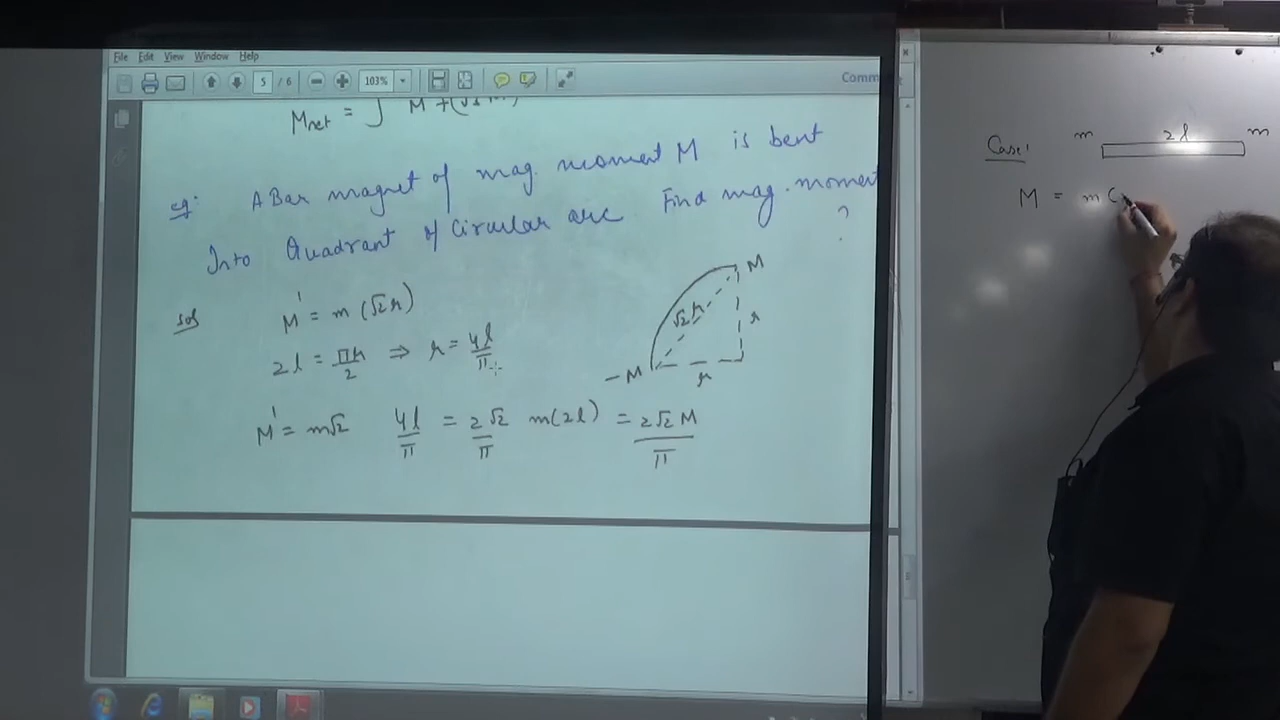 File Edit View Window Help
5 / 6 103% Comm
M_net = ∫
eg: A Bar magnet of mag. moment M is bent
Into Quadrant of Circular arc Find mag. moment
?
Sol M' = m (√2 r)
2l = πr/2 ⇒ r = 4l/π
M' = m√2 4l/π = 2√2/π m(2l) = 2√2 M/π
M
√2 r
r
-M
r
Case:
m 2l m
M = m (